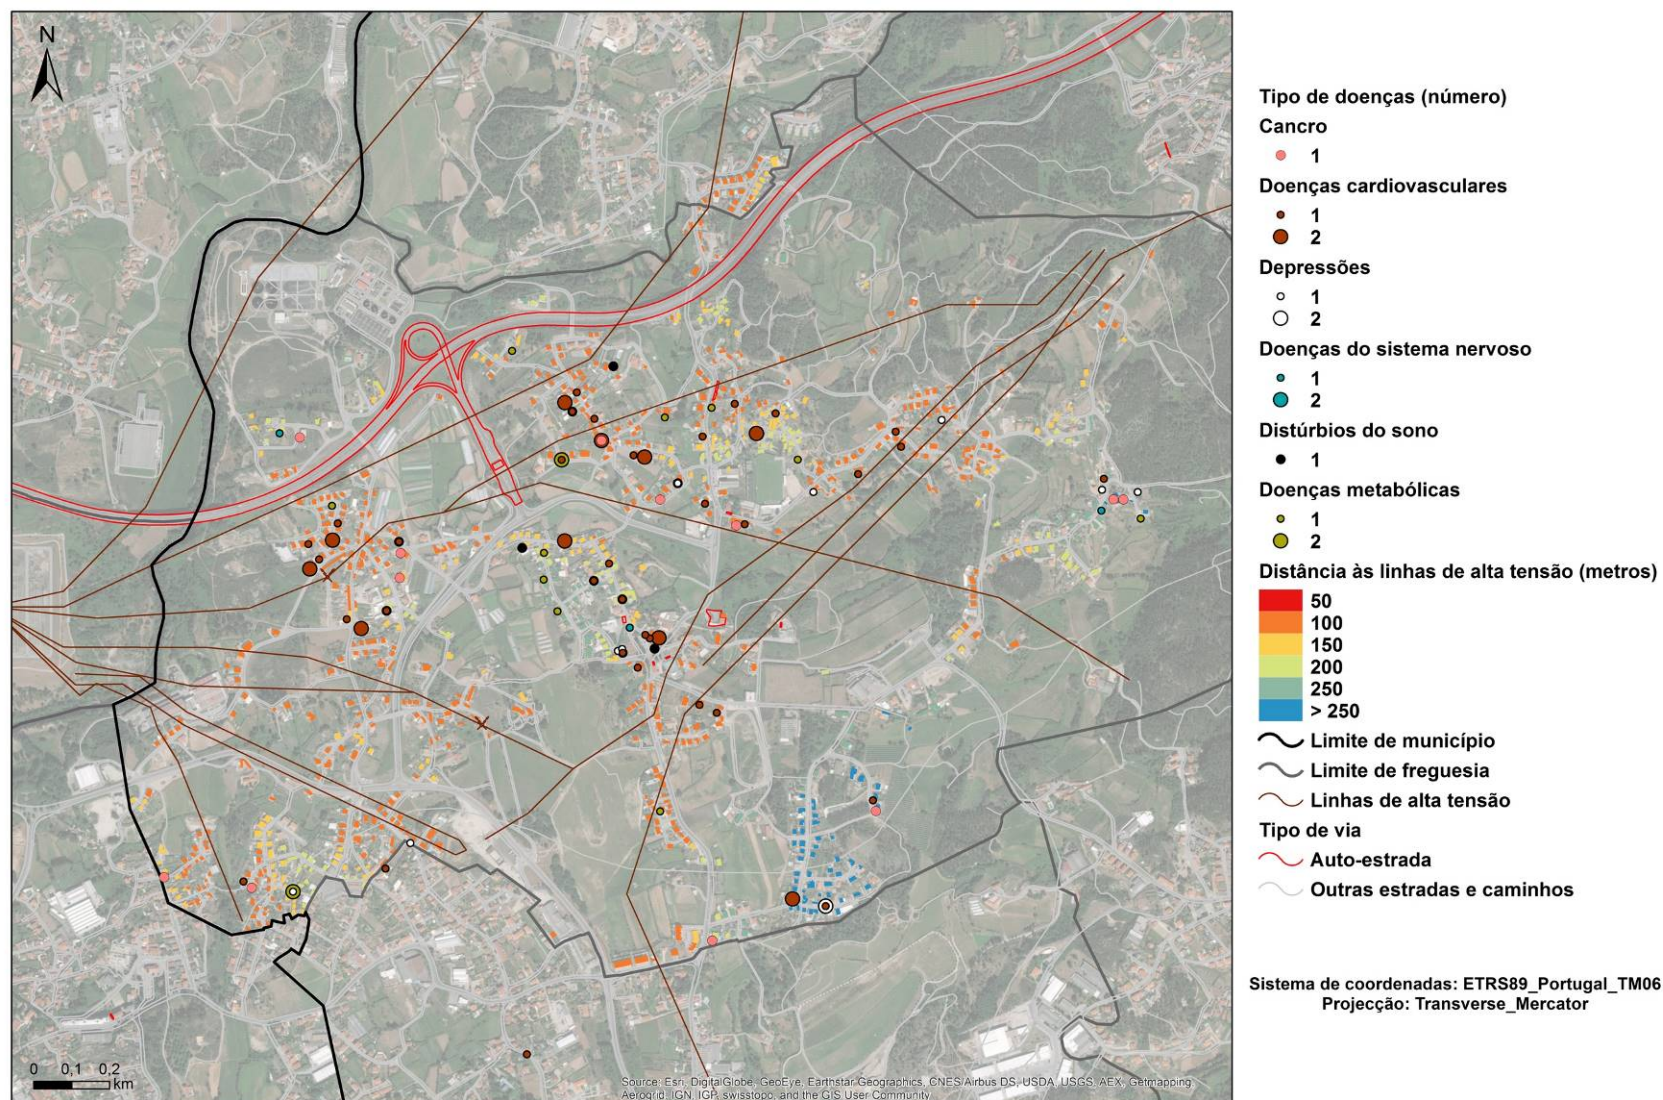 N
Tipo de doenças (número)
Cancro
1
Doenças cardiovasculares
1
2
Depressões
1
2
Doenças do sistema nervoso
1
2
Distúrbios do sono
1
Doenças metabólicas
1
2
Distância às linhas de alta tensão (metros)
50
100
150
200
250
> 250
Limite de município
Limite de freguesia
Linhas de alta tensão
Tipo de via
Auto-estrada
Outras estradas e caminhos
Sistema de coordenadas: ETRS89_Portugal_TM06
Projecção: Transverse_Mercator
0 0,1 0,2
km
Source: Esri, DigitalGlobe, GeoEye, Earthstar Geographics, CNES/Airbus DS, USDA, USGS, AEX, Getmapping,
Aerogrid, IGN, IGP, swisstopo, and the GIS User Community